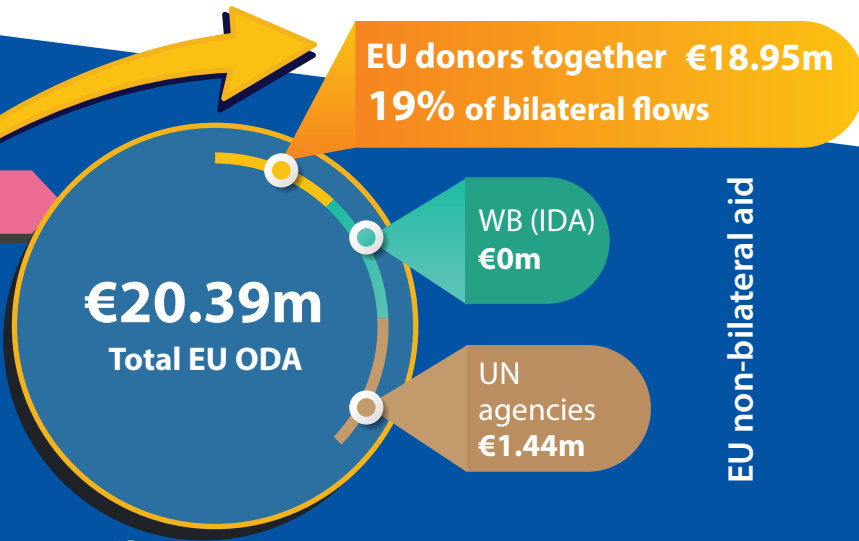 EU donors together €18.95m
19% of bilateral flows
WB (IDA)
€0m
€20.39m
Total EU ODA
UN
agencies
€1.44m
EU non-bilateral aid